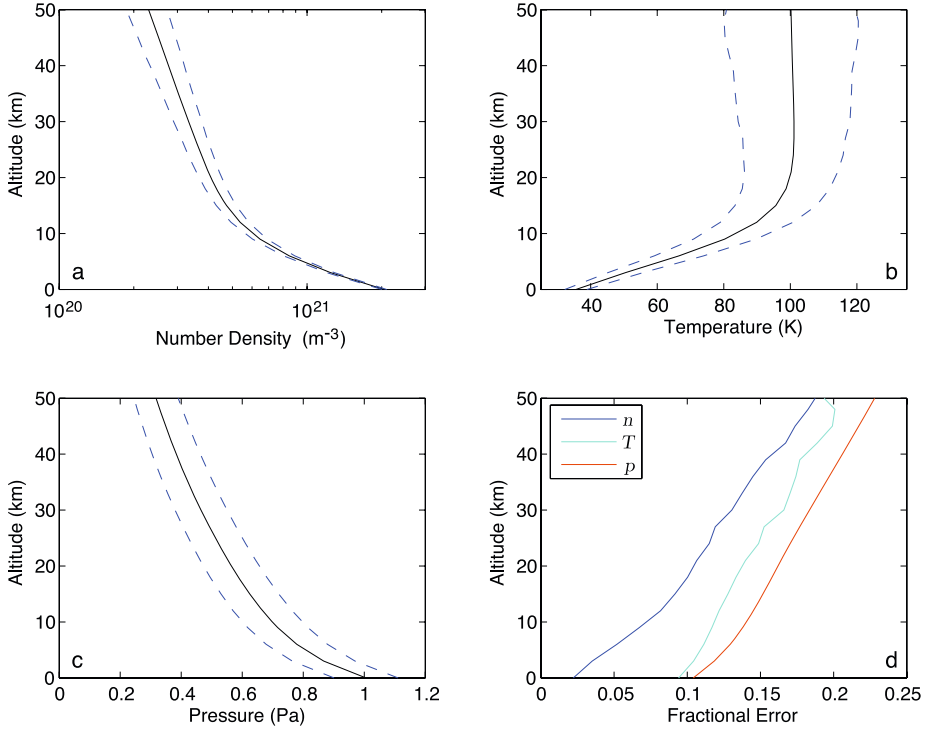 50
40
30
20
10
0
Altitude (km)
a
10^20
10^21
Number Density (m^-3)
50
40
30
20
10
0
Altitude (km)
b
40
60
80
100
120
Temperature (K)
50
40
30
20
10
0
Altitude (km)
c
0
0.2
0.4
0.6
0.8
1
1.2
Pressure (Pa)
50
40
30
20
10
0
Altitude (km)
n
T
p
d
0
0.05
0.1
0.15
0.2
0.25
Fractional Error